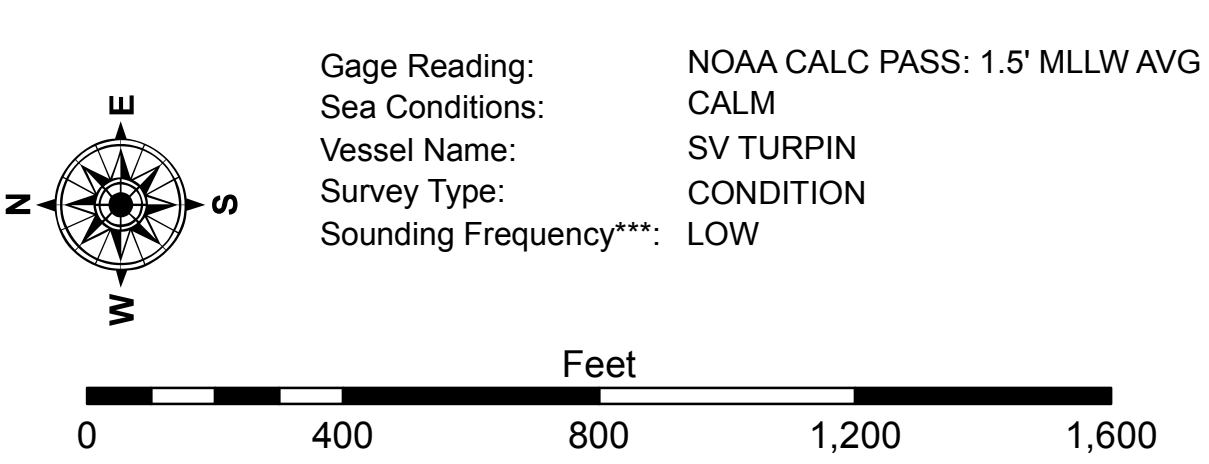 E
N
S
W
Gage Reading: NOAA CALC PASS: 1.5' MLLW AVG
Sea Conditions: CALM
Vessel Name: SV TURPIN
Survey Type: CONDITION
Sounding Frequency***: LOW
Feet
0 400 800 1,200 1,600